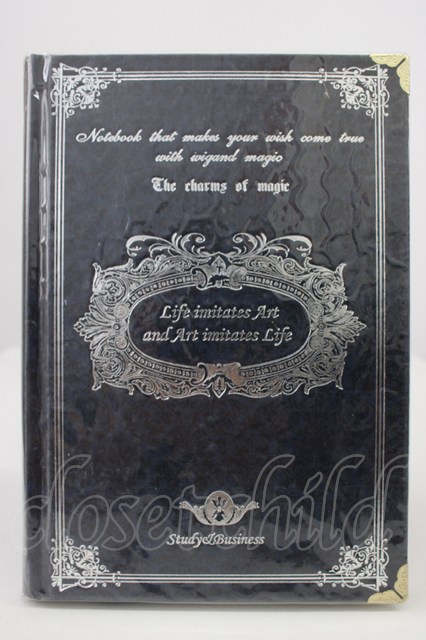 Notebook that makes your wish come true
with wigand magic
The charms of magic
Life imitates Art
and Art imitates Life
closet child
Study&Business